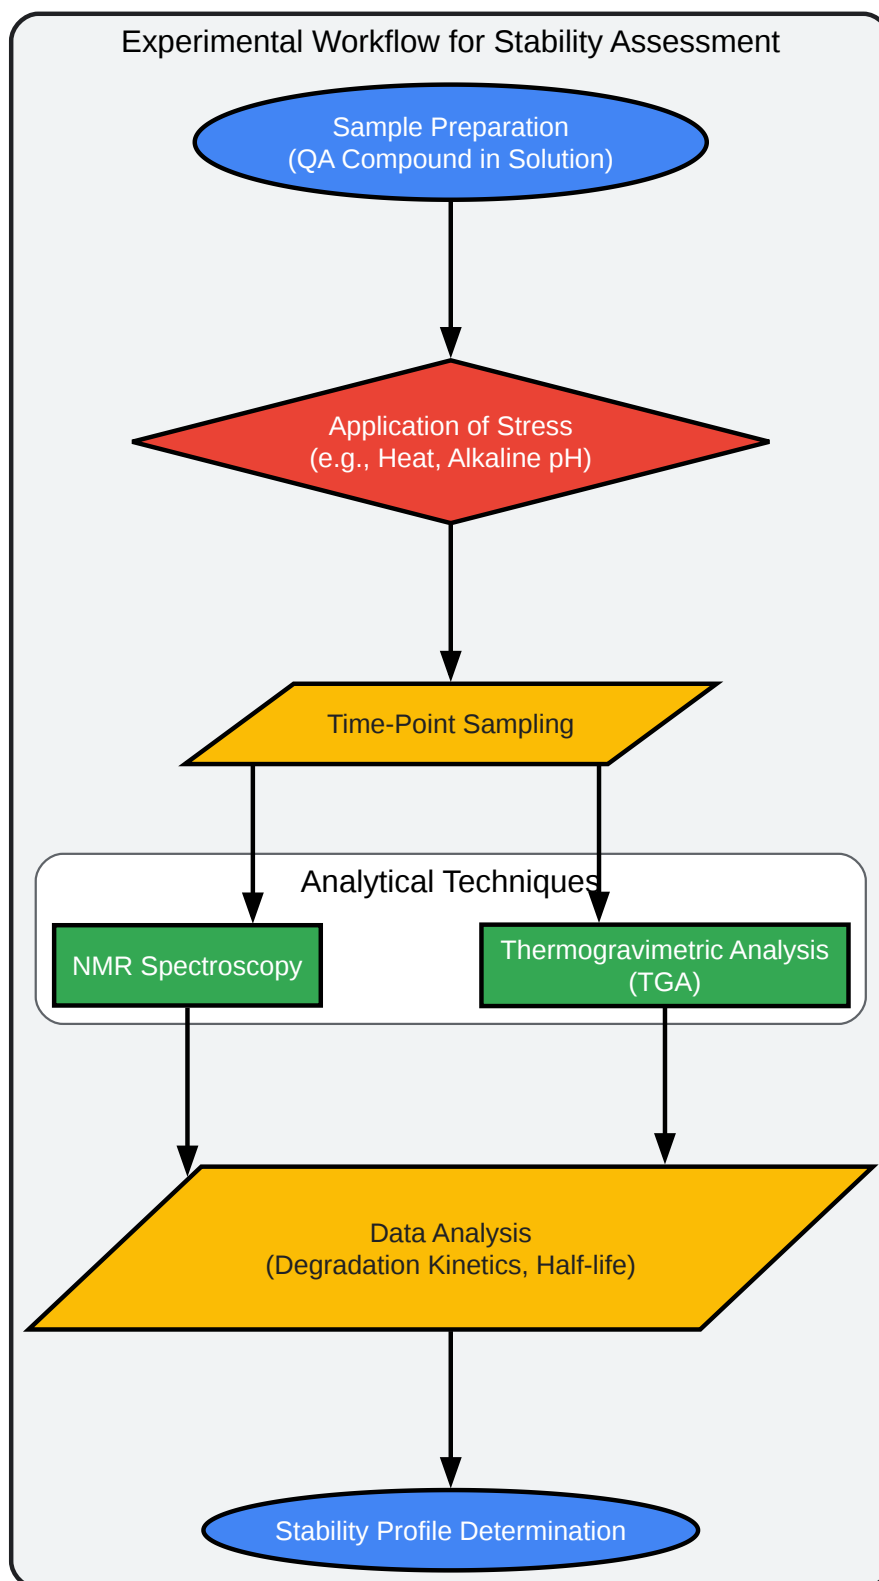 Experimental Workflow for Stability Assessment
Sample Preparation
(QA Compound in Solution)
Application of Stress
(e.g., Heat, Alkaline pH)
Time-Point Sampling
Analytical Techniques
NMR Spectroscopy
Thermogravimetric Analysis
(TGA)
Data Analysis
(Degradation Kinetics, Half-life)
Stability Profile Determination